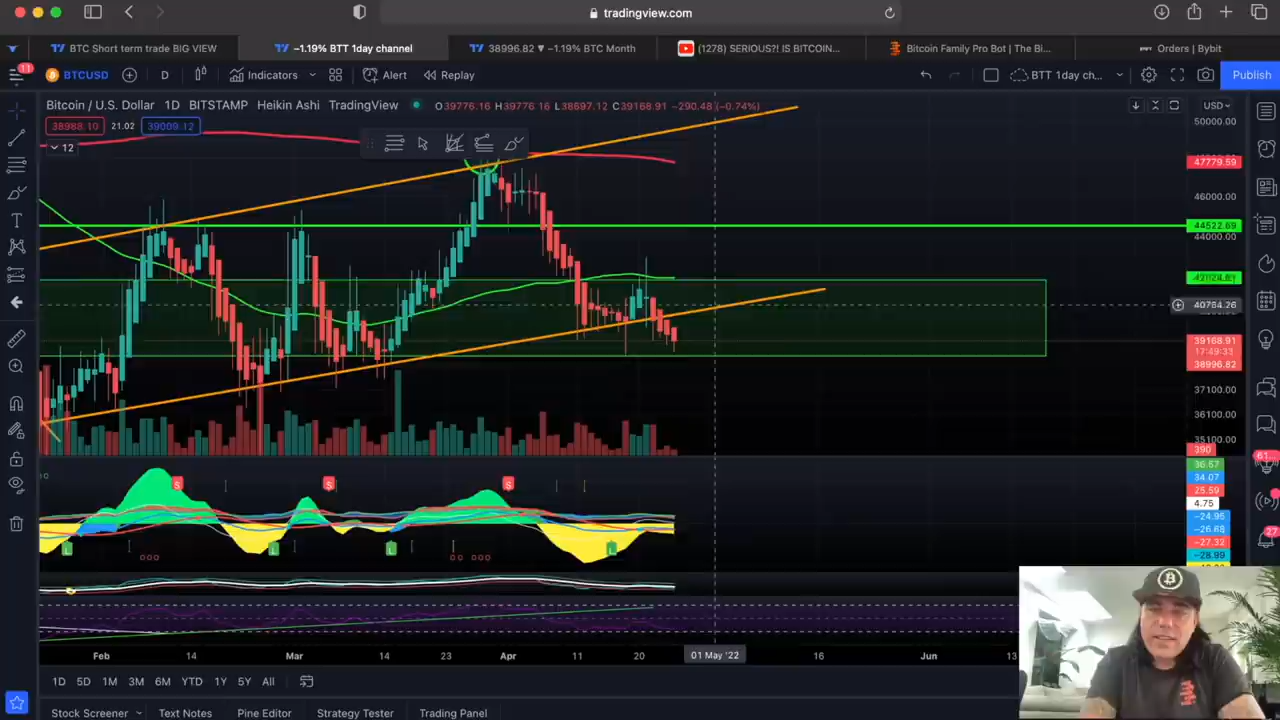 tradingview.com
BTC Short term trade BIG VIEW
−1.19% BTT 1day channel
38996.82 ▼ −1.19% BTC Month
(1278) SERIOUS?! IS BITCOIN...
Bitcoin Family Pro Bot | The Bi...
Orders | Bybit
11
BTCUSD
D
Indicators
Alert
Replay
BTT 1day ch...
Publish
Bitcoin / U.S. Dollar 1D BITSTAMP Heikin Ashi TradingView
O39776.16 H39776.16 L38697.12 C39168.91 −290.48 (−0.74%)
USD
38988.10
21.02
39009.12
12
50000.00
47779.59
46000.00
44522.69
44000.00
40764.26
39168.91
17:49:33
38996.82
37100.00
36100.00
35100.00
390
36.67
34.07
25.59
4.75
−24.95
−26.68
−27.32
−28.99
S
S
S
L
L
L
L
61...
27
Feb
14
Mar
14
23
Apr
11
20
01 May '22
16
Jun
13
1D
5D
1M
3M
6M
YTD
1Y
5Y
All
Stock Screener
Text Notes
Pine Editor
Strategy Tester
Trading Panel